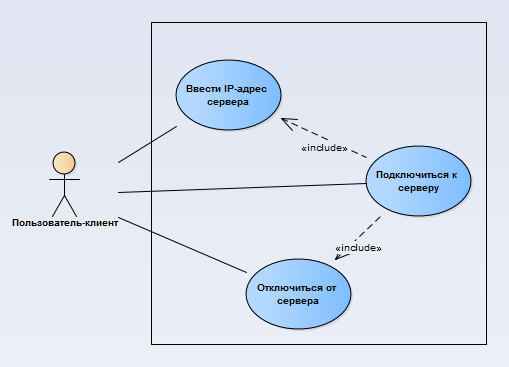 Ввести IP-адрес
сервера
«include»
Подключиться к
серверу
Пользователь-клиент
«include»
Отключиться от
сервера